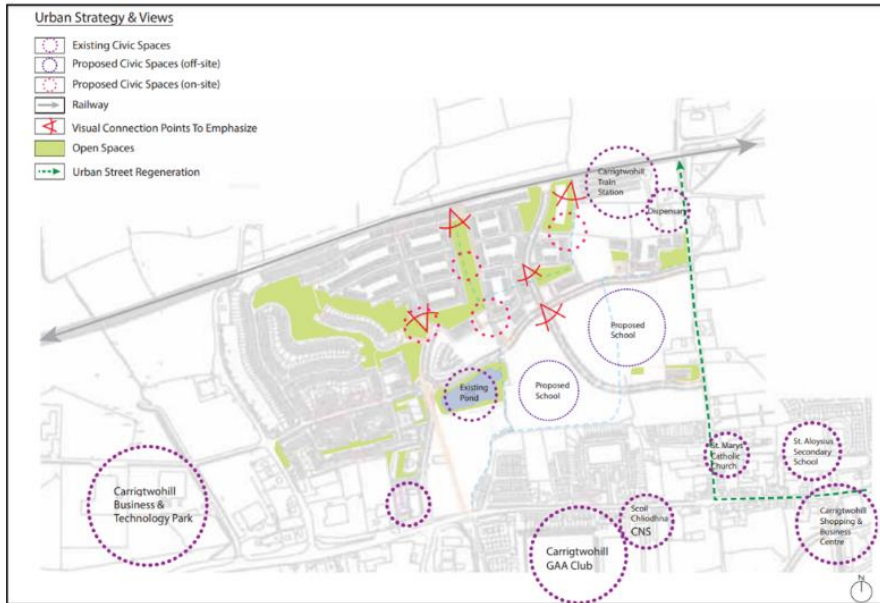 Urban Strategy & Views
Existing Civic Spaces
Proposed Civic Spaces (off-site)
Proposed Civic Spaces (on-site)
Railway
Visual Connection Points To Emphasize
Open Spaces
Urban Street Regeneration
Carrigtwohill
Train
Station
Dispensary
Proposed
School
Existing
Pond
Proposed
School
St. Marys
Catholic
Church
St. Aloysius
Secondary
School
Carrigtwohill
Business &
Technology Park
Scoil
Chliodhna
CNS
Carrigtwohill
Shopping &
Business
Centre
Carrigtwohill
GAA Club
N